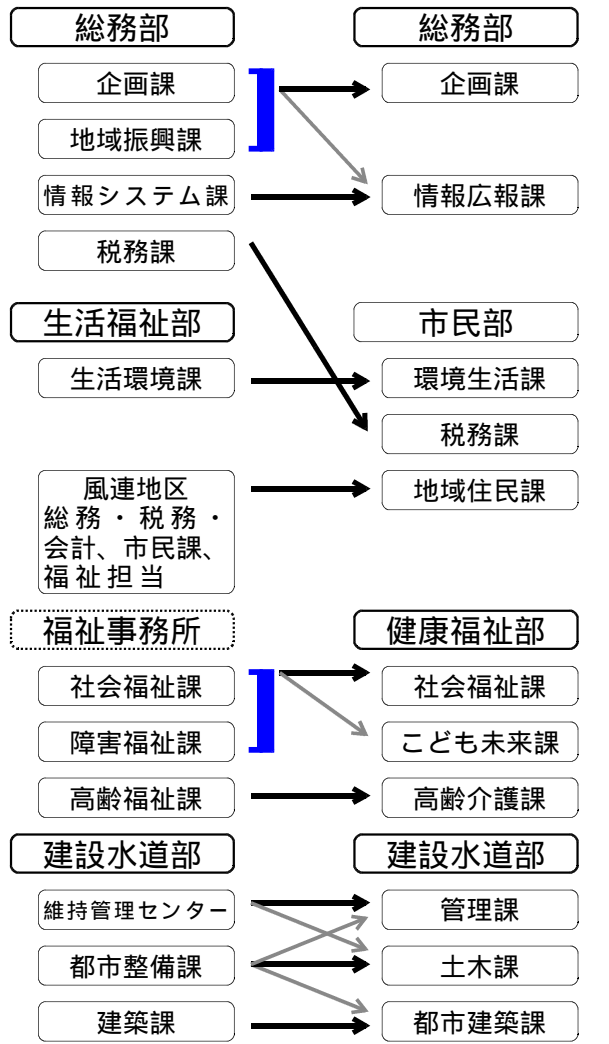 総務部
総務部
企画課
企画課
地域振興課
情報システム課
情報広報課
税務課
生活福祉部
市民部
生活環境課
環境生活課
税務課
風連地区
総務・税務・
会計、市民課、
福祉担当
地域住民課
福祉事務所
健康福祉部
社会福祉課
社会福祉課
障害福祉課
こども未来課
高齢福祉課
高齢介護課
建設水道部
建設水道部
維持管理センター
管理課
都市整備課
土木課
建築課
都市建築課